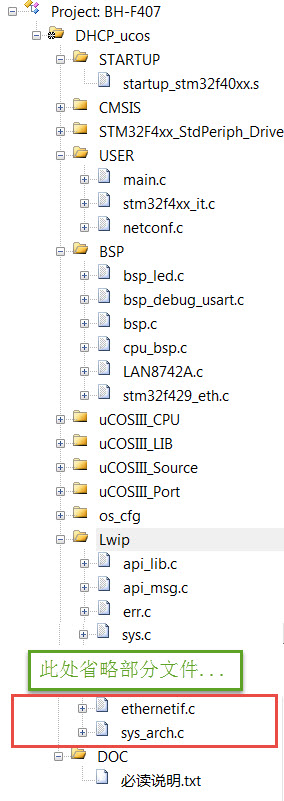 Project: BH-F407
DHCP_ucos
STARTUP
startup_stm32f40xx.s
CMSIS
STM32F4xx_StdPeriph_Drive
USER
main.c
stm32f4xx_it.c
netconf.c
BSP
bsp_led.c
bsp_debug_usart.c
bsp.c
cpu_bsp.c
LAN8742A.c
stm32f429_eth.c
uCOSIII_CPU
uCOSIII_LIB
uCOSIII_Source
uCOSIII_Port
os_cfg
Lwip
api_lib.c
api_msg.c
err.c
sys.c
此处省略部分文件...
ethernetif.c
sys_arch.c
DOC
必读说明.txt